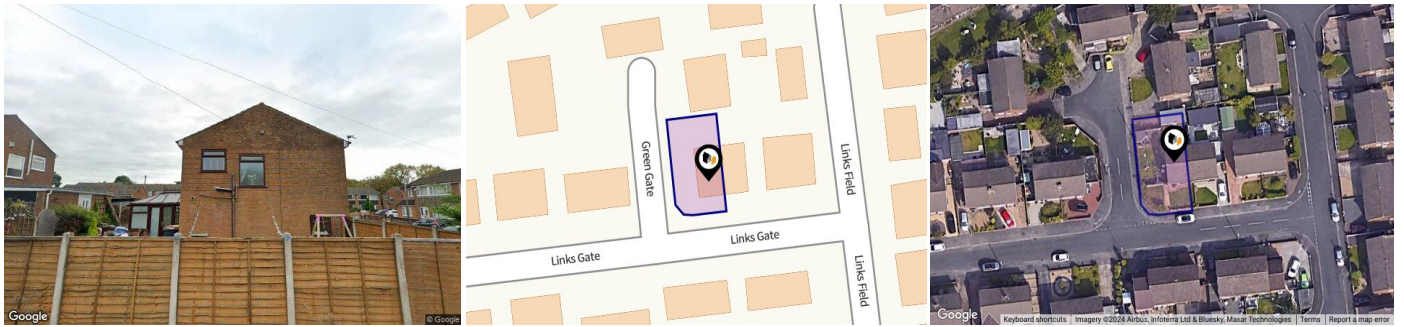 Google
© Google
Green Gate
Links Gate
Links Gate
Links Field
Links Field
Google
Keyboard shortcuts
Imagery ©2024 Airbus, Infoterra Ltd & Bluesky, Maxar Technologies
Terms
Report a map error